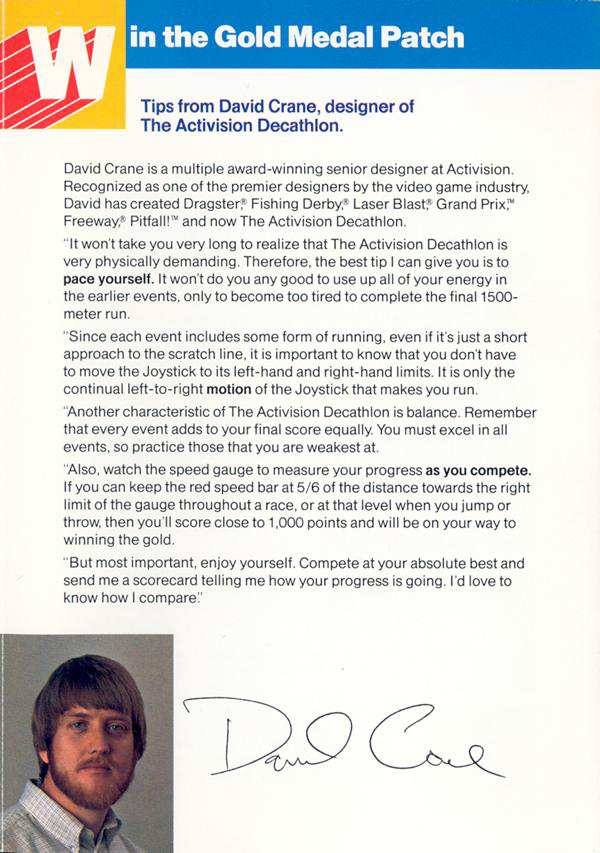 Win the Gold Medal Patch
Tips from David Crane, designer of
The Activision Decathlon.
David Crane is a multiple award-winning senior designer at Activision.
Recognized as one of the premier designers by the video game industry,
David has created Dragster,® Fishing Derby,® Laser Blast,® Grand Prix,™
Freeway,® Pitfall!™ and now The Activision Decathlon.
“It won't take you very long to realize that The Activision Decathlon is
very physically demanding. Therefore, the best tip I can give you is to
pace yourself. It won't do you any good to use up all of your energy in
the earlier events, only to become too tired to complete the final 1500-
meter run.
“Since each event includes some form of running, even if it's just a short
approach to the scratch line, it is important to know that you don't have
to move the Joystick to its left-hand and right-hand limits. It is only the
continual left-to-right motion of the Joystick that makes you run.
“Another characteristic of The Activision Decathlon is balance. Remember
that every event adds to your final score equally. You must excel in all
events, so practice those that you are weakest at.
“Also, watch the speed gauge to measure your progress as you compete.
If you can keep the red speed bar at 5/6 of the distance towards the right
limit of the gauge throughout a race, or at that level when you jump or
throw, then you'll score close to 1,000 points and will be on your way to
winning the gold.
“But most important, enjoy yourself. Compete at your absolute best and
send me a scorecard telling me how your progress is going. I'd love to
know how I compare.”
David Crane